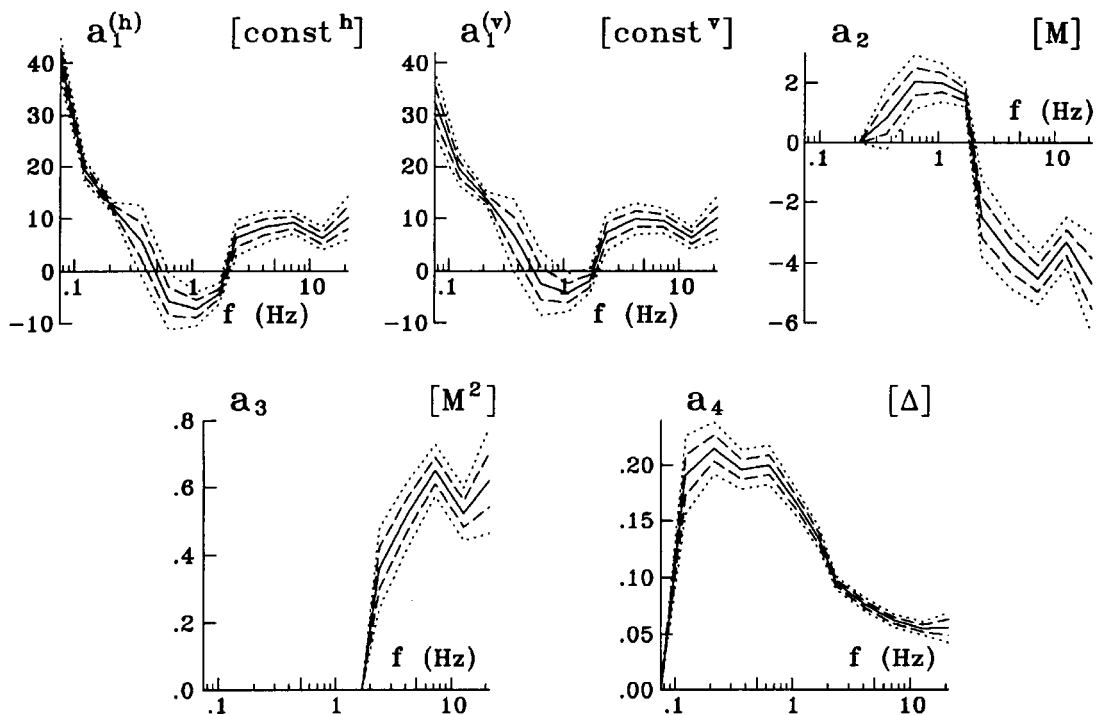 a₁⁽ʰ⁾ [const ʰ]
40
30
20
10
0
−10
.1 1 10
f (Hz)
a₁⁽ᵛ⁾ [const ᵛ]
40
30
20
10
0
−10
.1 1 10
f (Hz)
a₂ [M]
2
0
−2
−4
−6
f (Hz)
.1 1 10
a₃ [M²]
.8
.6
.4
.2
.0
f (Hz)
.1 1 10
a₄ [Δ]
.20
.15
.10
.05
.00
f (Hz)
.1 1 10